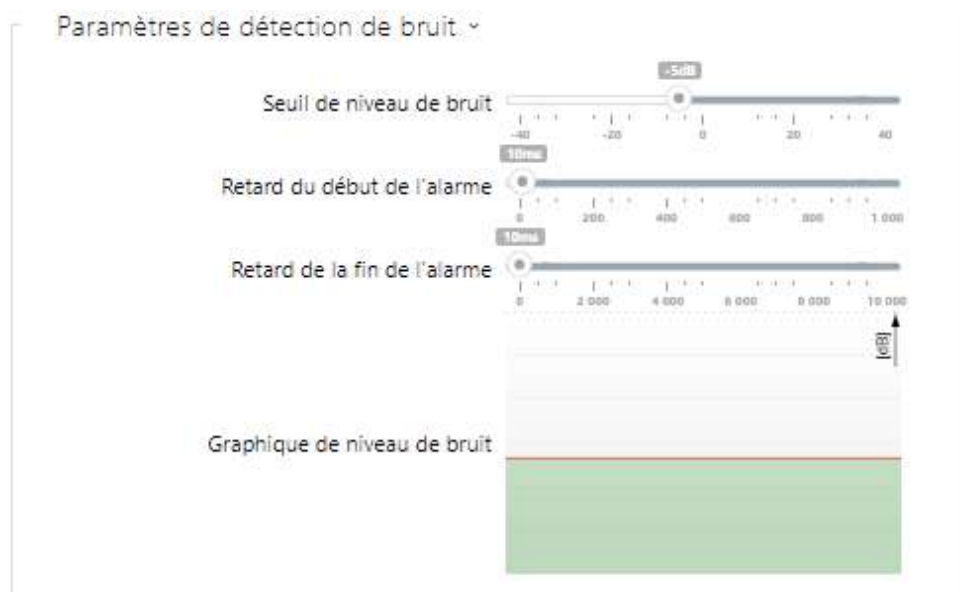 Paramètres de détection de bruit
-5dB
Seuil de niveau de bruit
-40 -20 0 20 40
10ms
Retard du début de l'alarme
0 200 400 600 800 1 000
10ms
Retard de la fin de l'alarme
0 2 000 4 000 6 000 8 000 10 000
[dB]
Graphique de niveau de bruit